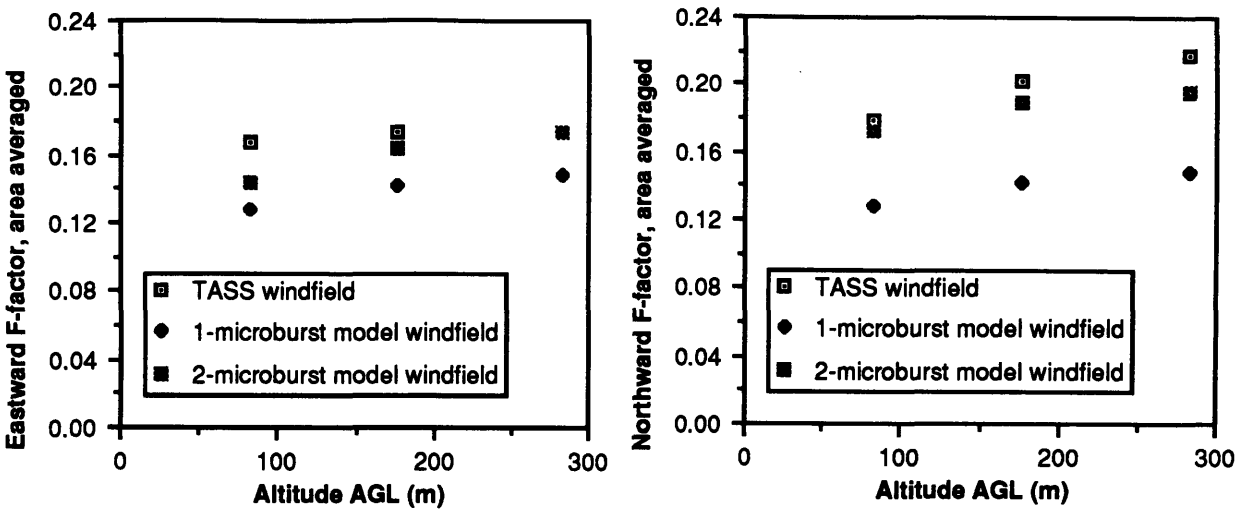 Eastward F-factor, area averaged
0.24
0.20
0.16
0.12
0.08
0.04
0.00
TASS windfield
1-microburst model windfield
2-microburst model windfield
0
100
200
300
Altitude AGL (m)
Northward F-factor, area averaged
0.24
0.20
0.16
0.12
0.08
0.04
0.00
TASS windfield
1-microburst model windfield
2-microburst model windfield
0
100
200
300
Altitude AGL (m)